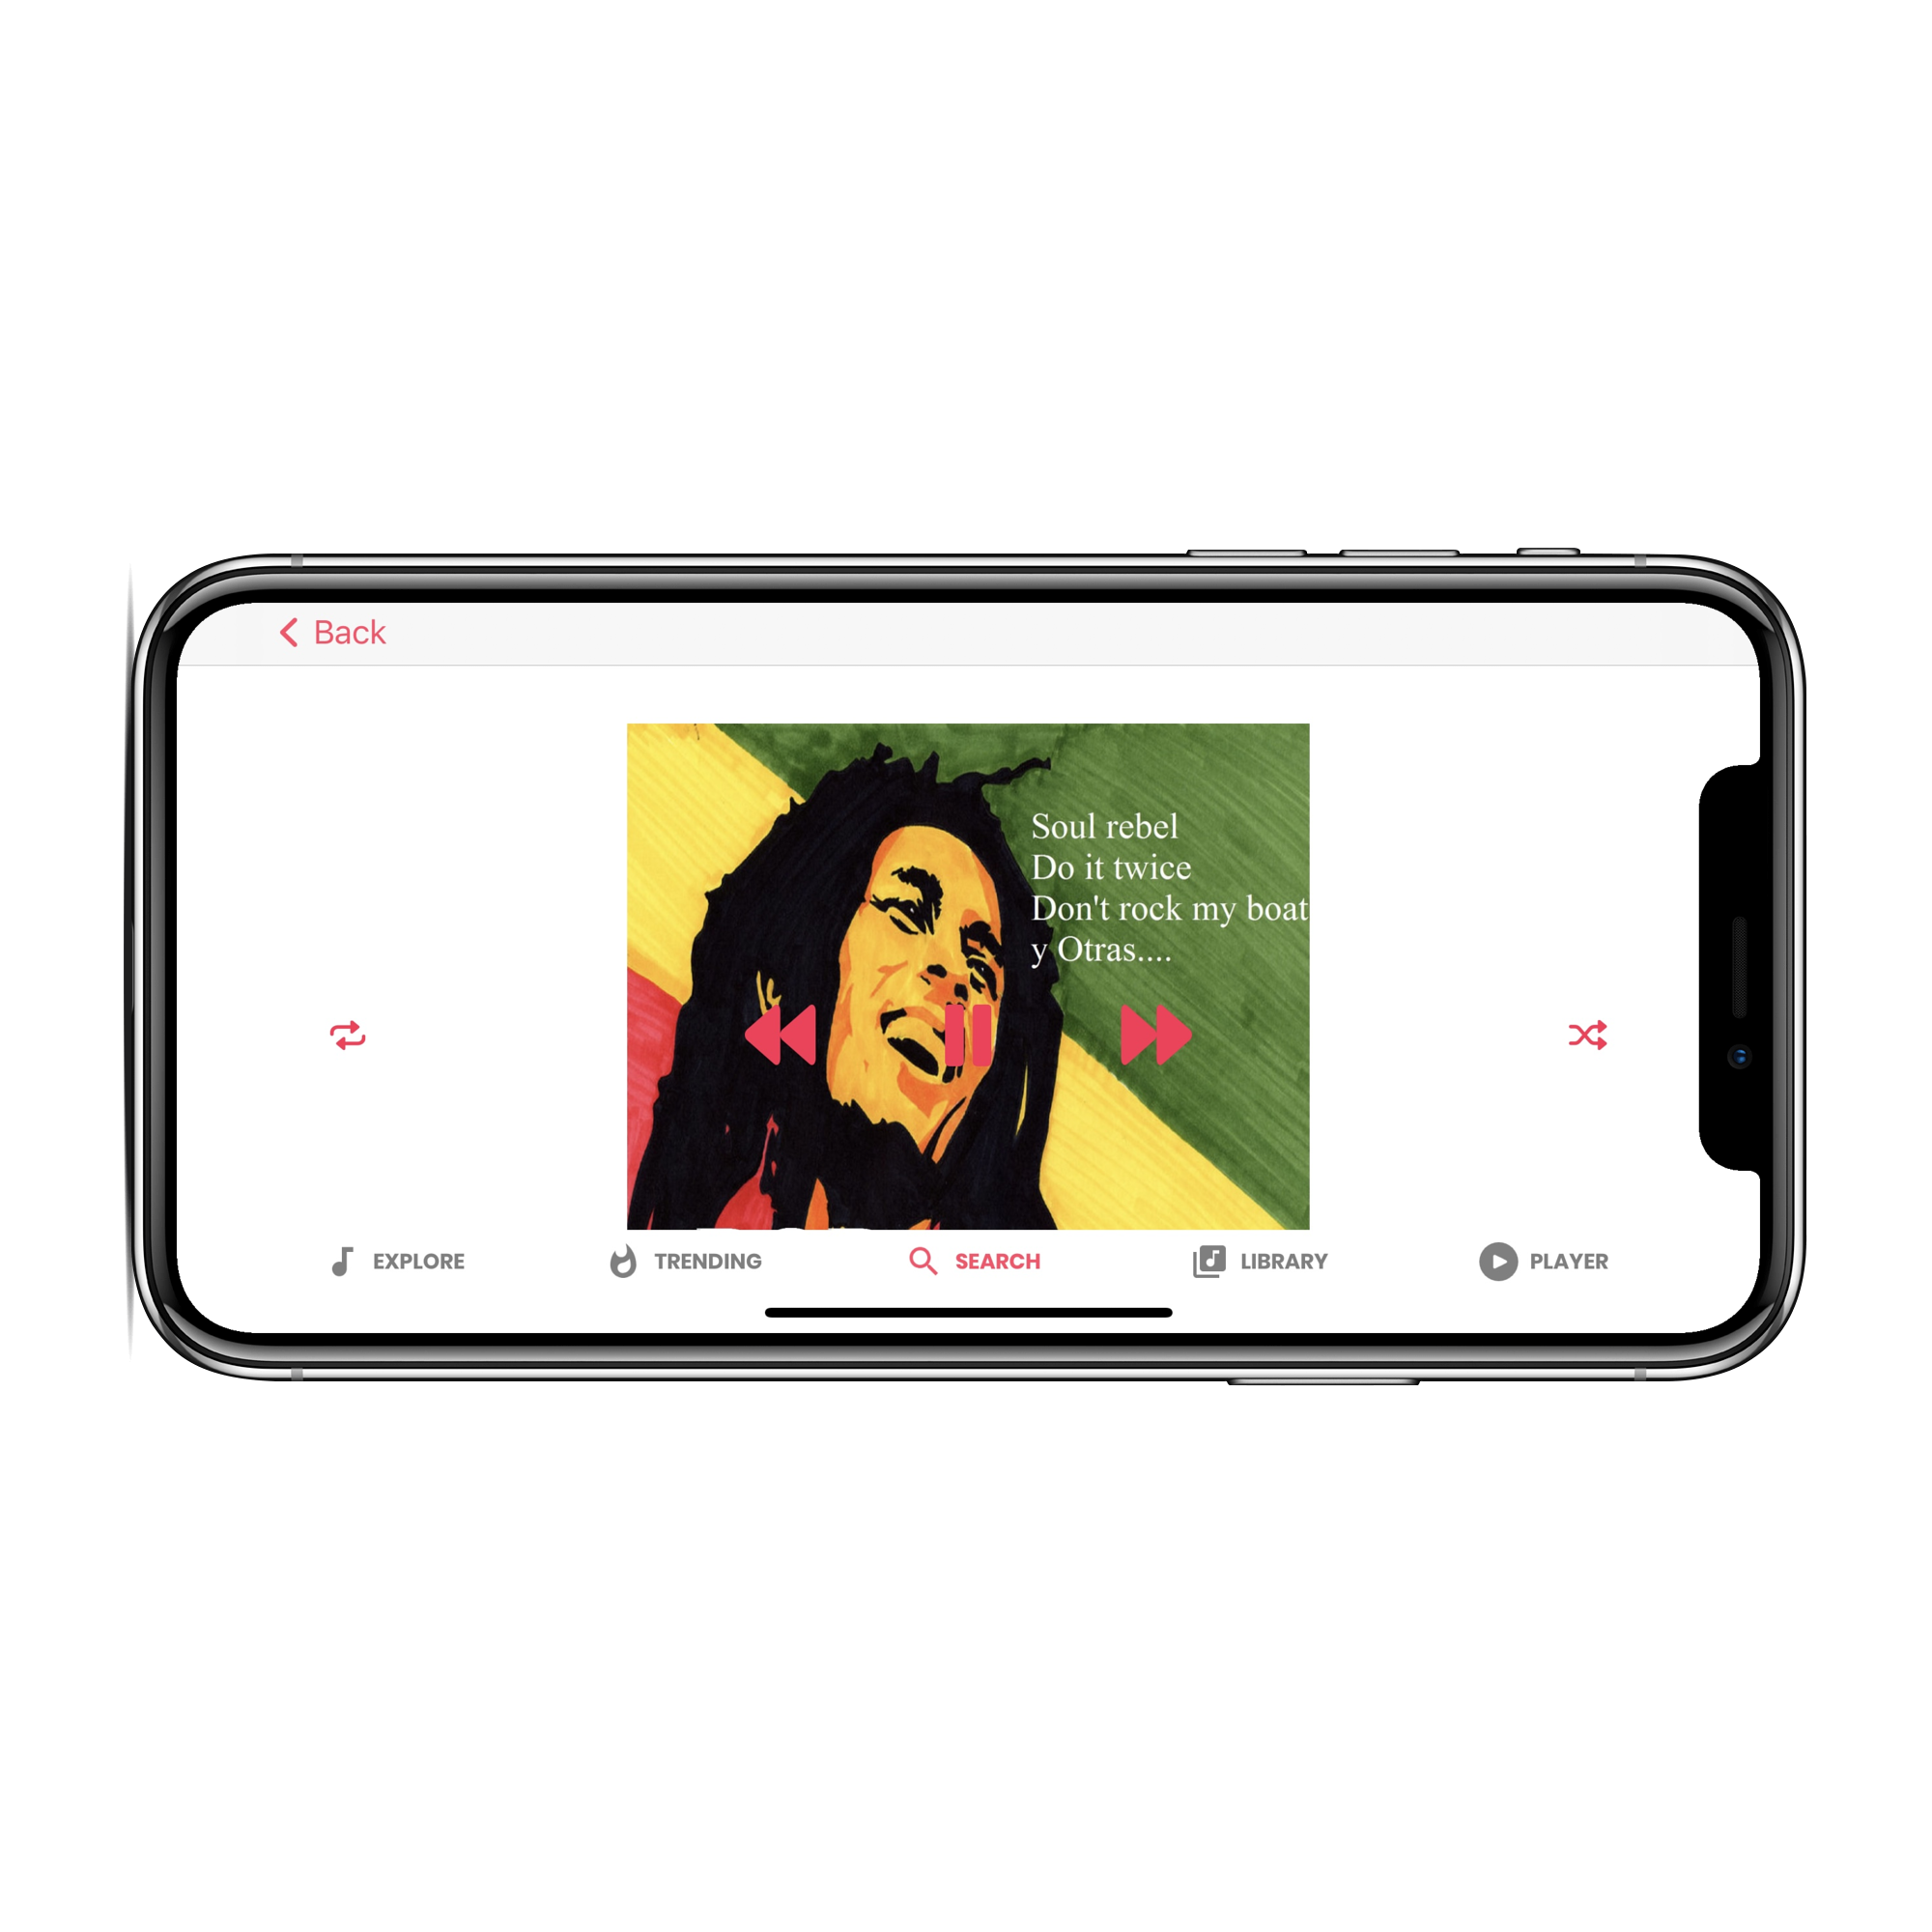 Back
Soul rebel
Do it twice
Don't rock my boat
y Otras....
EXPLORE
TRENDING
SEARCH
LIBRARY
PLAYER